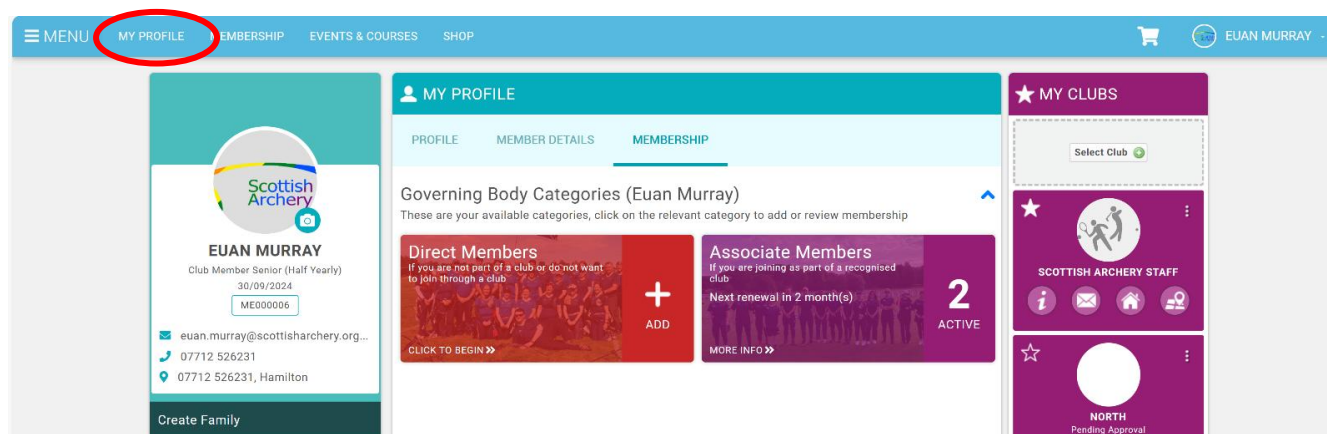 MENU MY PROFILE MEMBERSHIP EVENTS & COURSES SHOP EUAN MURRAY -
Scottish
Archery
EUAN MURRAY
Club Member Senior (Half Yearly)
30/09/2024
ME000006
euan.murray@scottisharchery.org...
07712 526231
07712 526231, Hamilton
Create Family
MY PROFILE
PROFILE MEMBER DETAILS MEMBERSHIP
Governing Body Categories (Euan Murray)
These are your available categories, click on the relevant category to add or review membership
Direct Members
If you are not part of a club or do not want
to join through a club
+
ADD
CLICK TO BEGIN >>
Associate Members
If you are joining as part of a recognised
club
Next renewal in 2 month(s)
2
ACTIVE
MORE INFO >>
MY CLUBS
Select Club
SCOTTISH ARCHERY STAFF
i
NORTH
Pending Approval